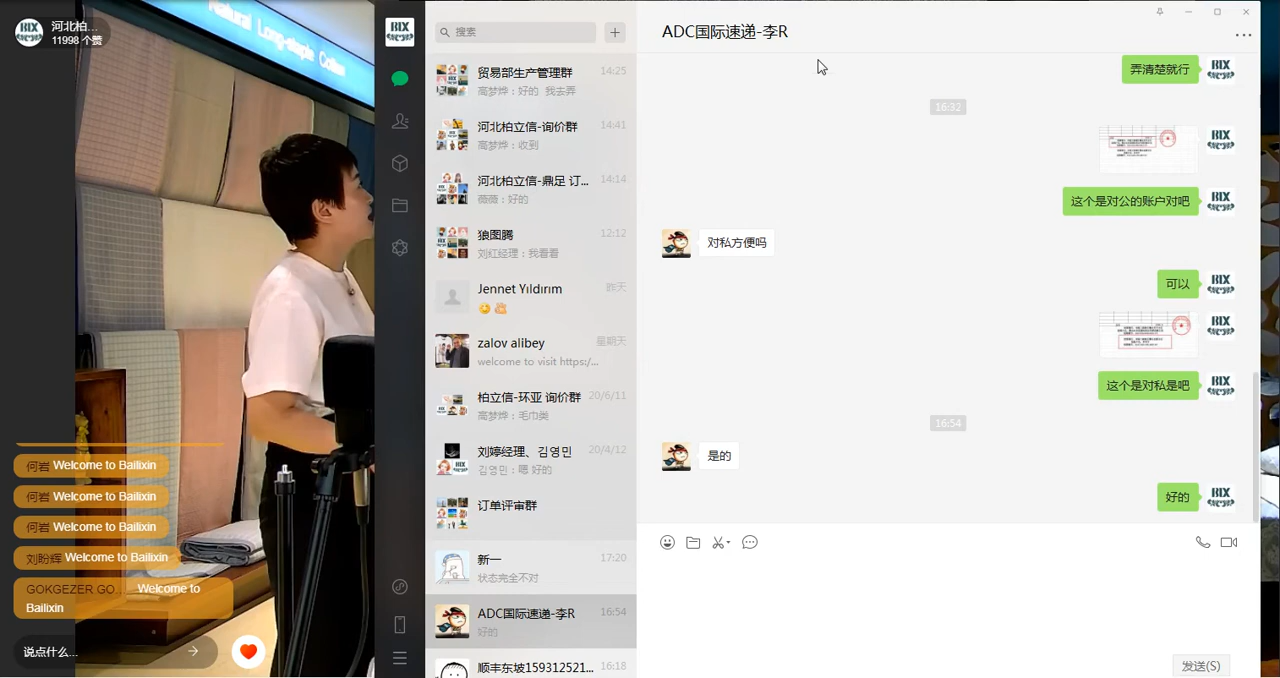 河北柏...
11998 个赞
Natural Long-staple Cotton
何岩 Welcome to Bailixin
何岩 Welcome to Bailixin
何岩 Welcome to Bailixin
刘盼辉 Welcome to Bailixin
GOKGEZER GO... Welcome to
Bailixin
说点什么...
BIX
搜索
贸易部生产管理群 14:25
高梦烨：好的 我去弄
河北柏立信-询价群 14:41
高梦烨：收到
河北柏立信-鼎足 订... 14:14
薇薇：好的
狼图腾 12:12
刘红经理：我看看
Jennet Yıldırım 昨天
zalov alibey 星期天
welcome to visit https:/...
柏立信-环亚 询价群 20/6/11
高梦烨：毛巾类
刘婷经理、김영민 20/4/12
김영민：嗯 好的
订单评审群
新一 17:20
状态完全不对
ADC国际速递-李R 16:54
好的
顺丰东坡159312521... 16:18
ADC国际速递-李R
弄清楚就行
16:32
这个是对公的账户对吧
对私方便吗
可以
这个是对私是吧
16:54
是的
好的
发送(S)